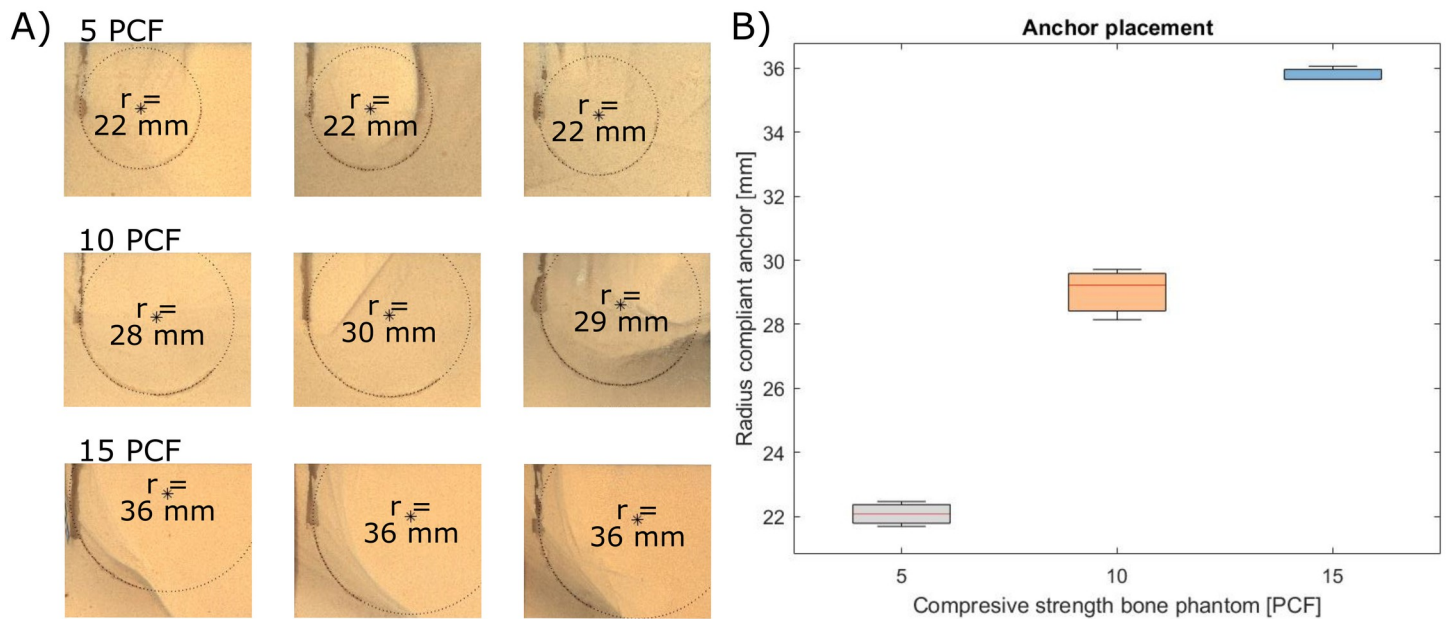 A)
5 PCF
r =
22 mm
r =
22 mm
r =
22 mm
10 PCF
r =
28 mm
r =
30 mm
r =
29 mm
15 PCF
r =
36 mm
r =
36 mm
r =
36 mm
B)
Anchor placement
Radius compliant anchor [mm]
36
34
32
30
28
26
24
22
5 10 15
Compresive strength bone phantom [PCF]